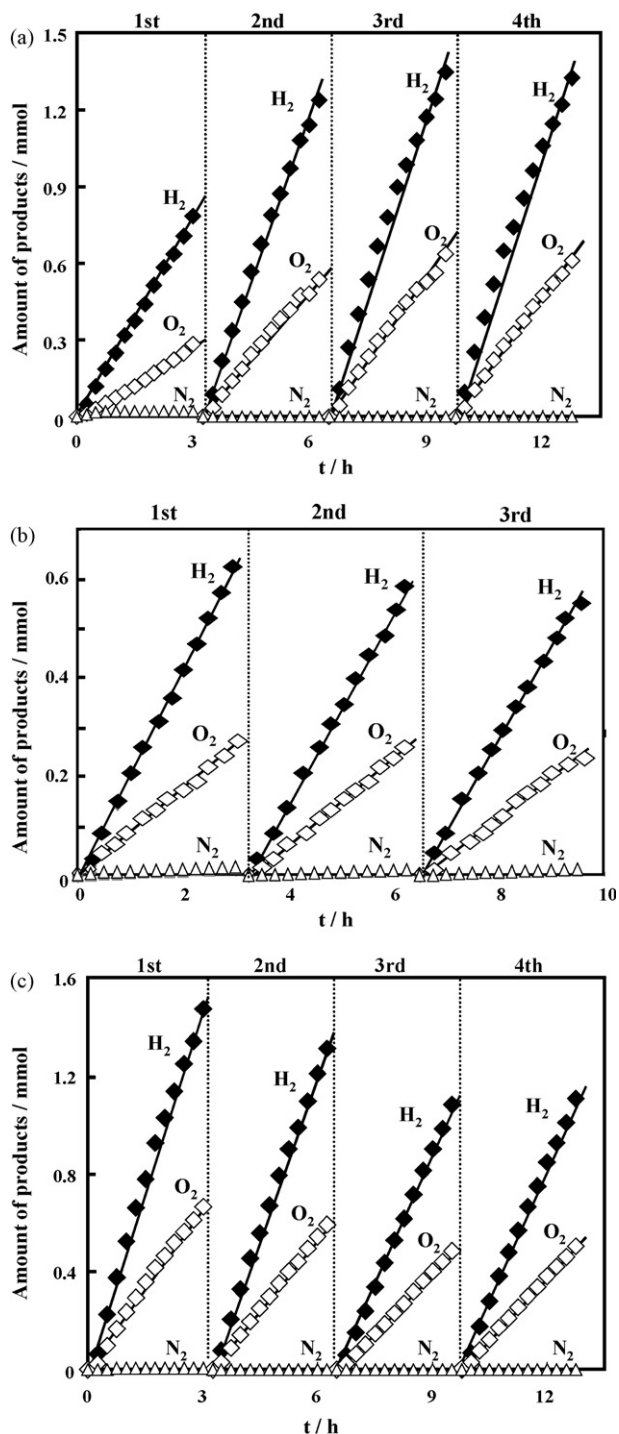 (a)
1st 2nd 3rd 4th
Amount of products / mmol
1.5
1.2
0.9
0.6
0.3
0
H2 H2 H2 H2
O2 O2 O2 O2
N2 N2 N2 N2
0 3 6 9 12
t / h
(b)
1st 2nd 3rd
Amount of products / mmol
0.6
0.4
0.2
0
H2 H2 H2
O2 O2 O2
N2 N2 N2
0 2 4 6 8 10
t / h
(c)
1st 2nd 3rd 4th
Amount of products / mmol
1.6
1.2
0.8
0.4
0
H2 H2 H2 H2
O2 O2 O2 O2
N2 N2 N2 N2
0 3 6 9 12
t / h